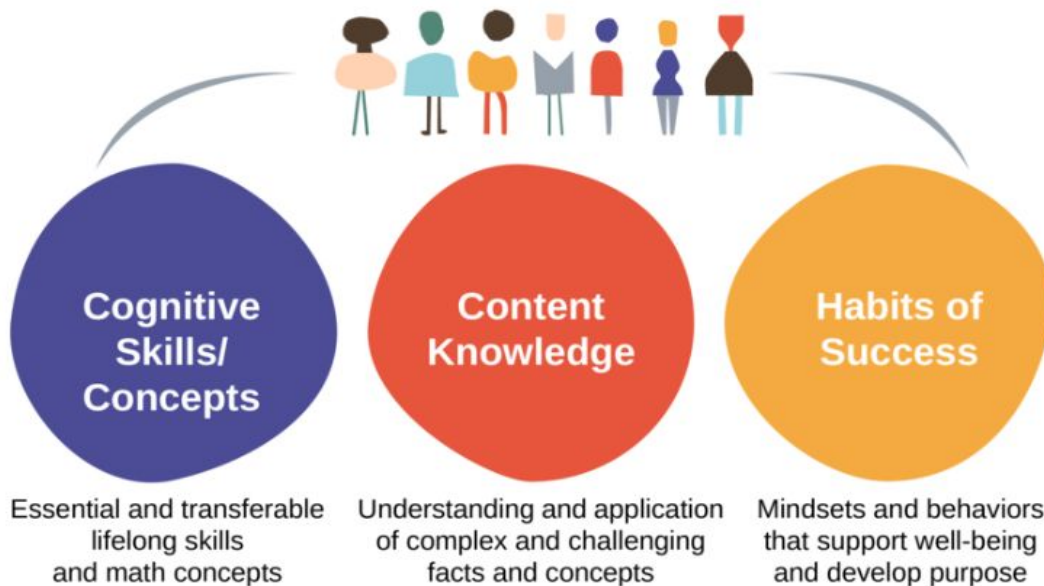 Cognitive
Skills/
Concepts
Essential and transferable
lifelong skills
and math concepts
Content
Knowledge
Understanding and application
of complex and challenging
facts and concepts
Habits of
Success
Mindsets and behaviors
that support well-being
and develop purpose